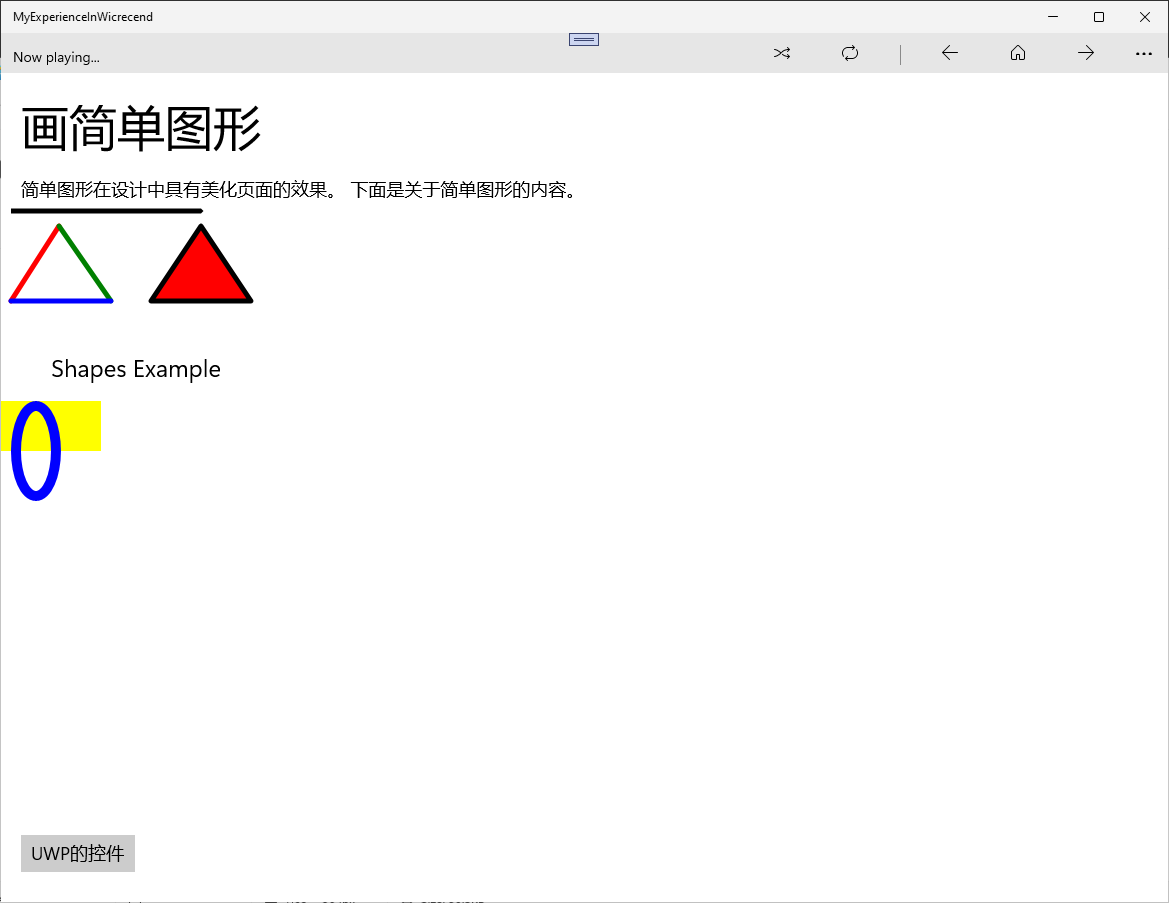 MyExperienceInWicrecend
Now playing...
画简单图形
简单图形在设计中具有美化页面的效果。 下面是关于简单图形的内容。
Shapes Example
UWP的控件